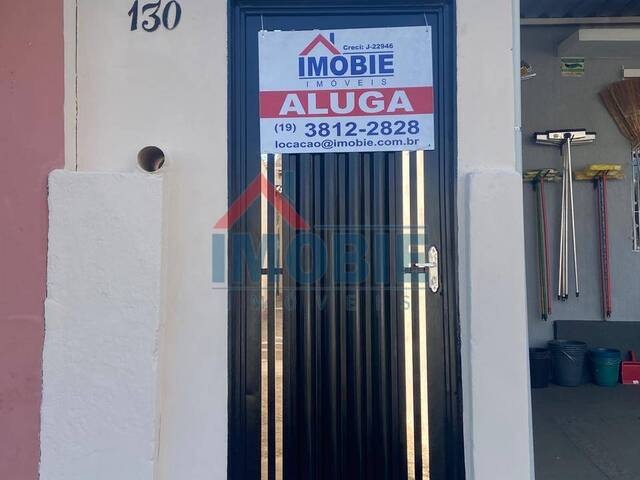 130
Creci: J-22946
IMOBIE
IMÓVEIS
ALUGA
(19) 3812-2828
locacao@imobie.com.br
IMOBIE
IMÓVEIS